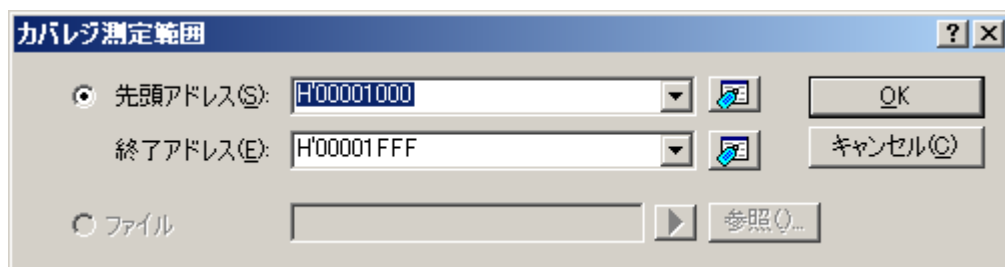 カバレジ測定範囲
先頭アドレス(S): H'00001000 OK
終了アドレス(E): H'00001FFF キャンセル(C)
ファイル 参照()...